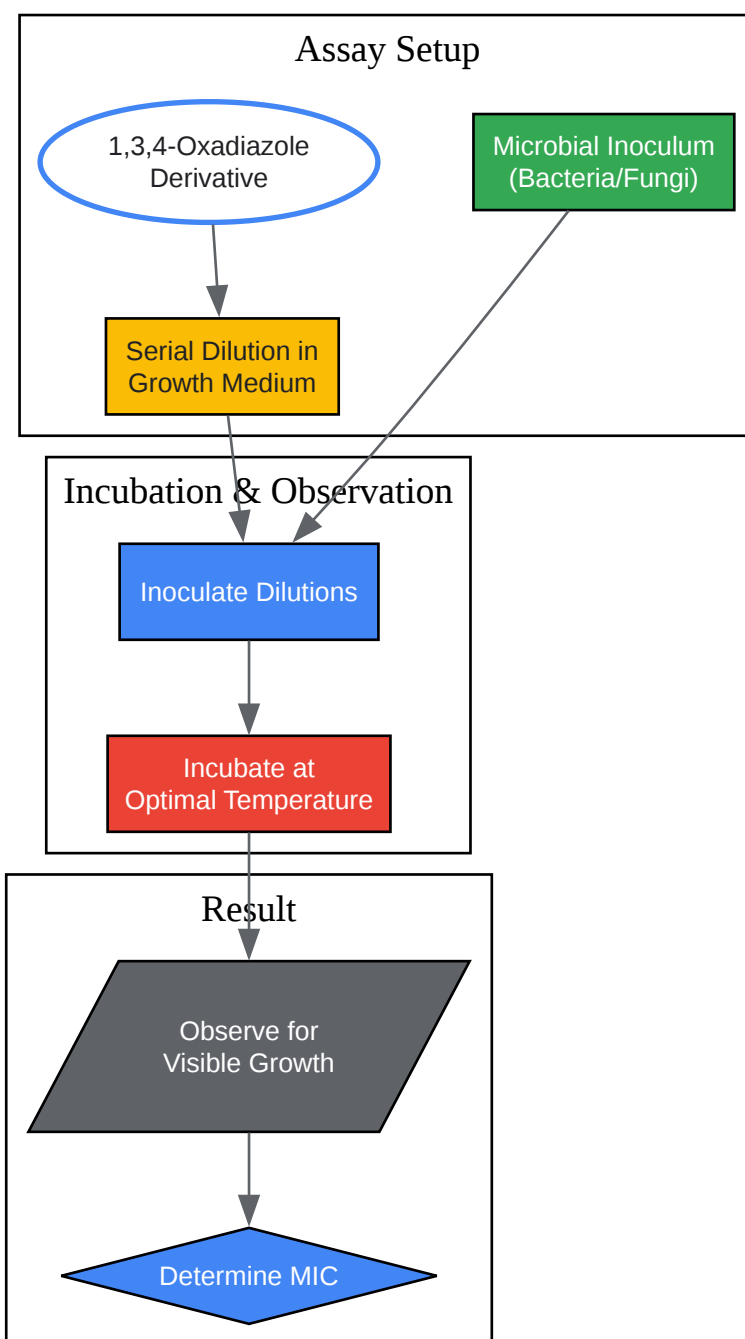 Assay Setup
1,3,4-Oxadiazole
Derivative
Microbial Inoculum
(Bacteria/Fungi)
Serial Dilution in
Growth Medium
Incubation & Observation
Inoculate Dilutions
Incubate at
Optimal Temperature
Result
Observe for
Visible Growth
Determine MIC